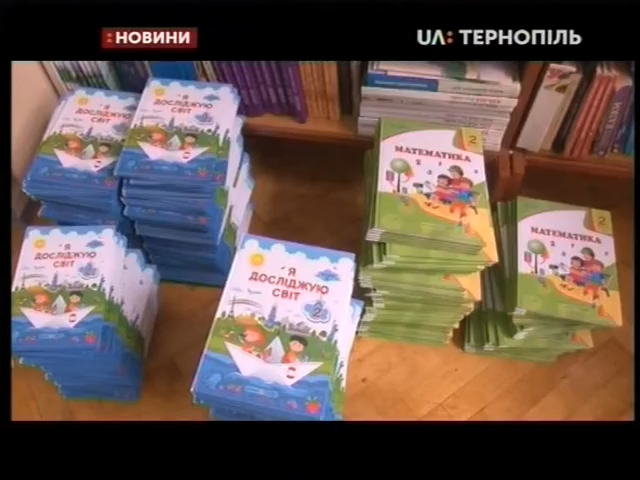 :НОВИНИ
UA: ТЕРНОПІЛЬ
Я
ДОСЛІДЖУЮ
СВІТ
Я
ДОСЛІДЖУЮ
СВІТ
МАТЕМАТИКА
2
МАТЕМАТИКА
2
Я
ДОСЛІДЖУЮ
СВІТ
Я
ДОСЛІДЖУЮ
СВІТ
2